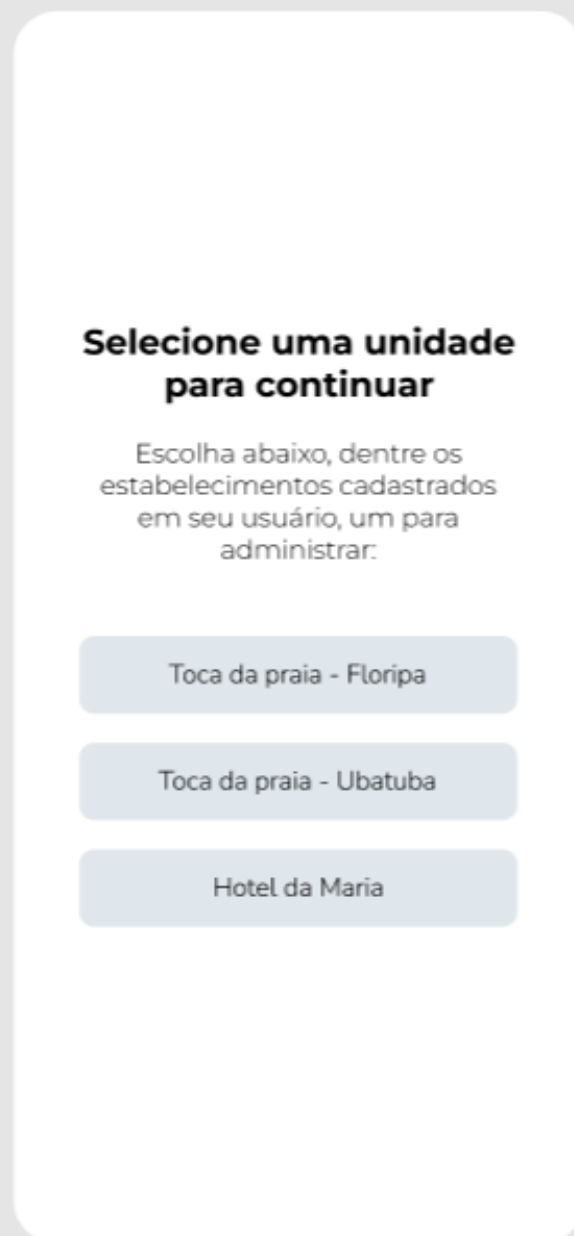 Selecione uma unidade
para continuar
Escolha abaixo, dentre os
estabelecimentos cadastrados
em seu usuário, um para
administrar:
Toca da praia - Floripa
Toca da praia - Ubatuba
Hotel da Maria